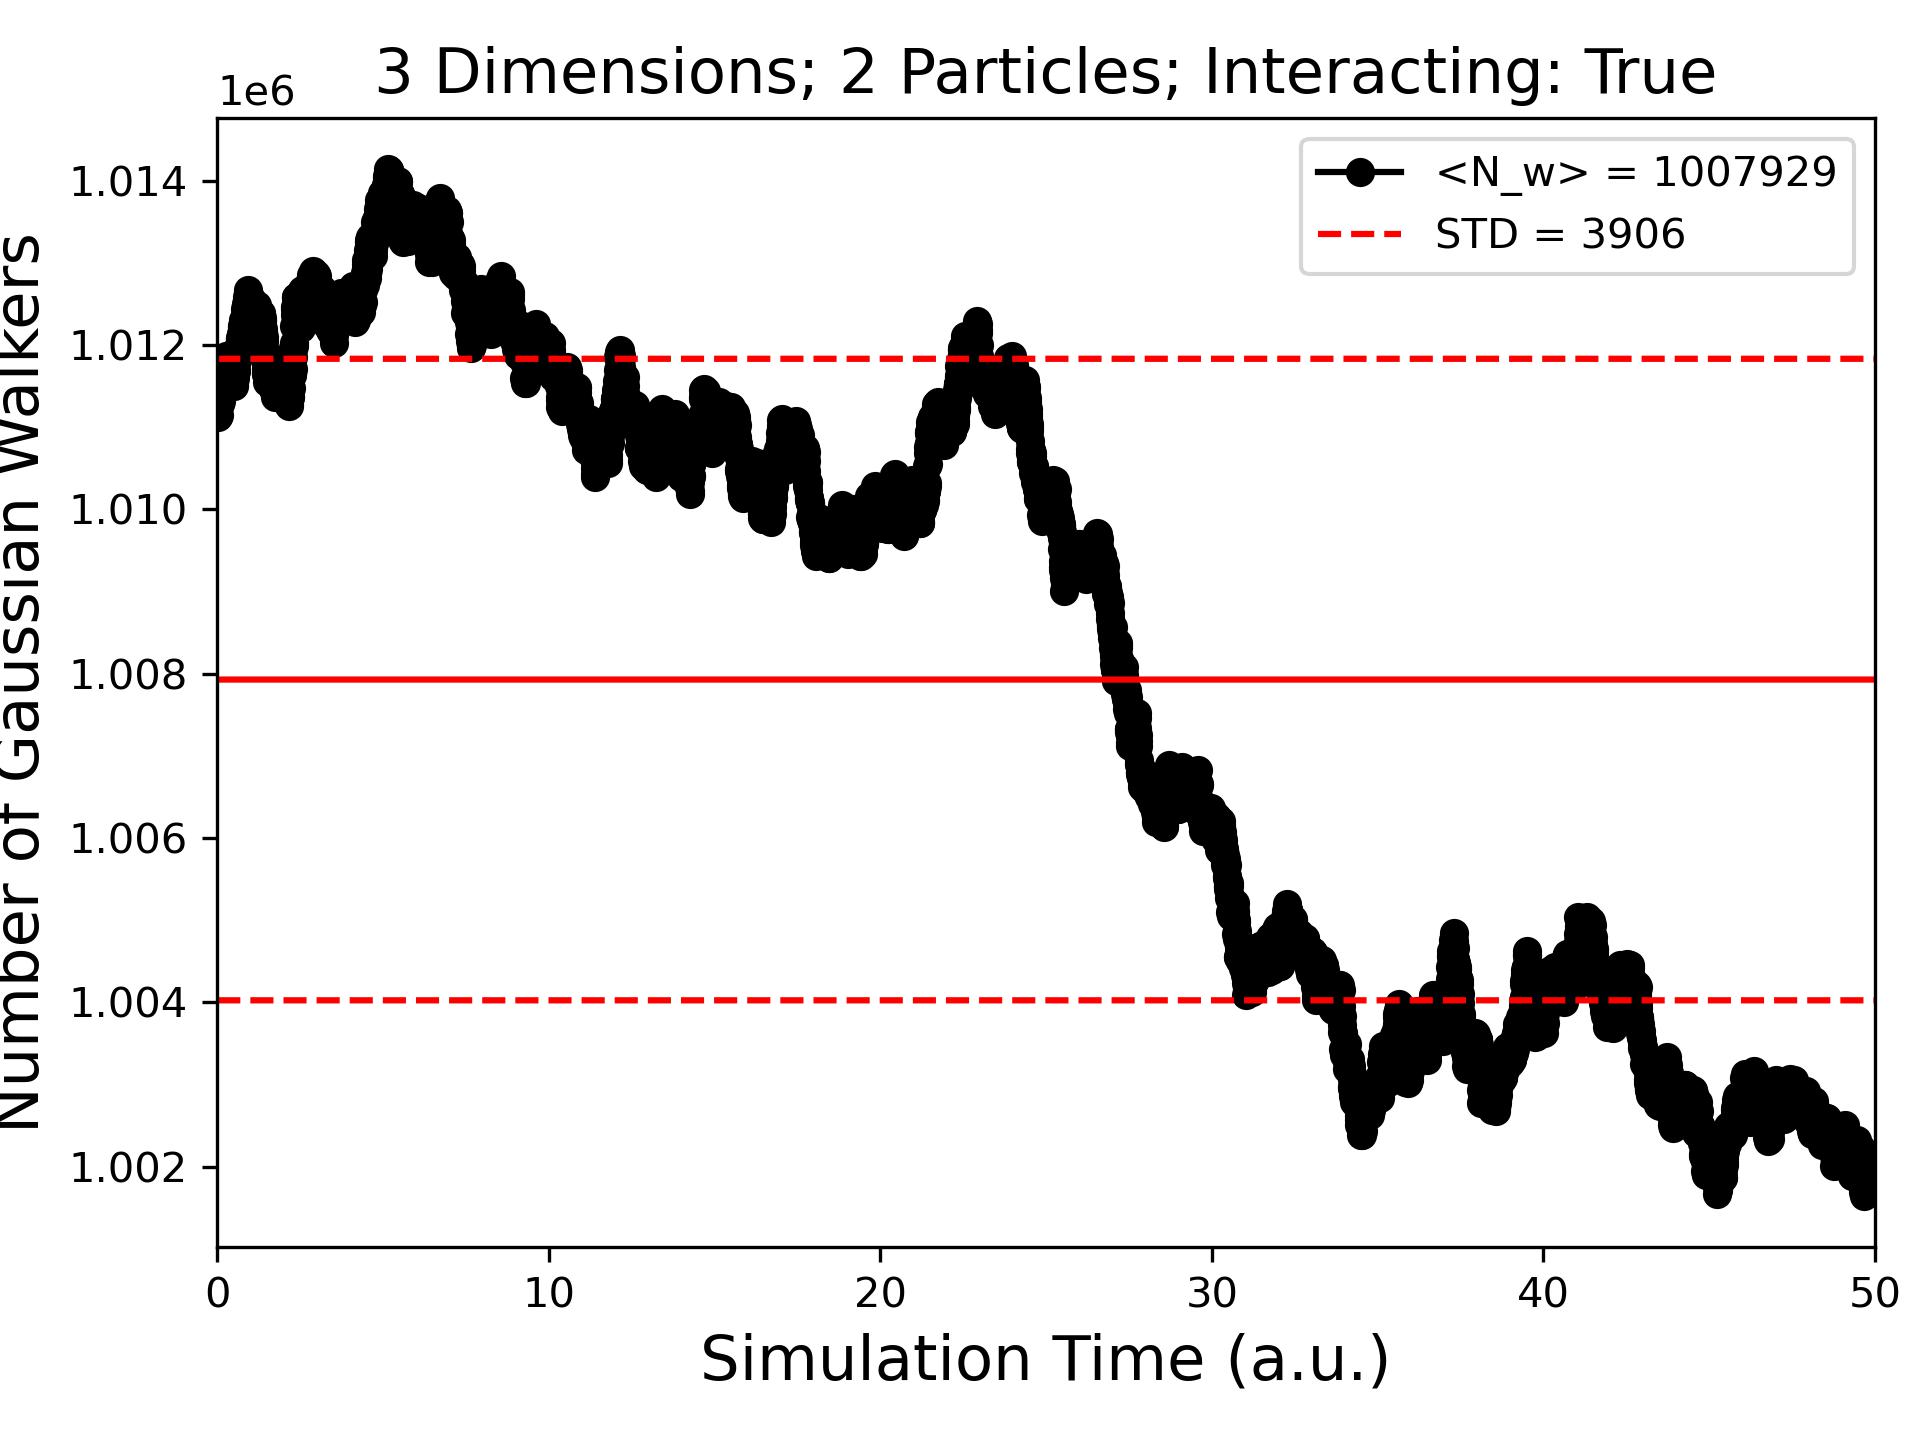 3 Dimensions; 2 Particles; Interacting: True
1e6
<N_w> = 1007929
STD = 3906
1.014
1.012
1.010
1.008
1.006
1.004
1.002
Number of Gaussian Walkers
0 10 20 30 40 50
Simulation Time (a.u.)